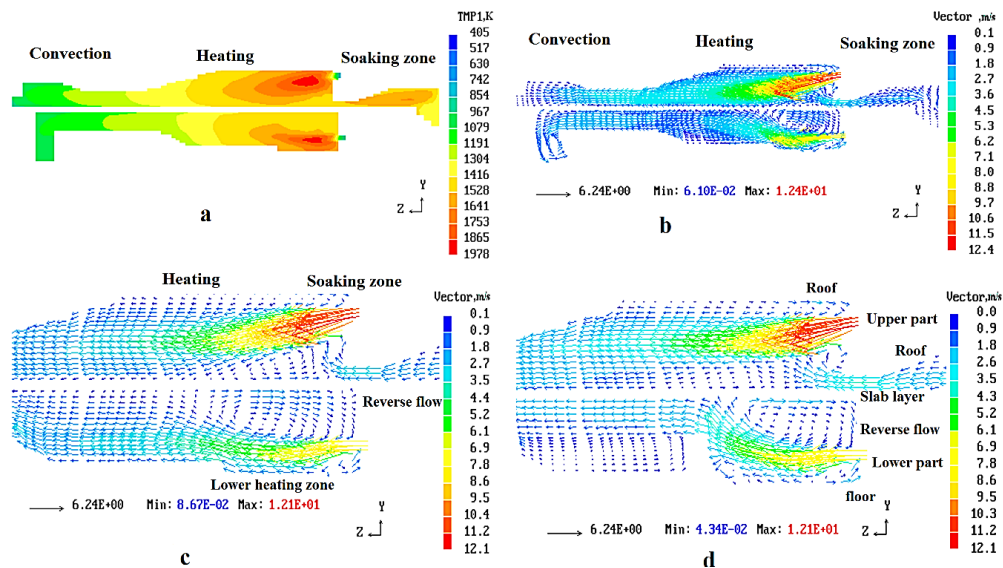 TMP1,K
405
517
630
742
854
967
1079
1191
1304
1416
1528
1641
1753
1865
1978
Convection
Heating
Soaking zone
Y
Z
a
Vector ,m/s
0.1
0.9
1.8
2.7
3.6
4.5
5.3
6.2
7.1
8.0
8.9
9.7
10.6
11.5
12.4
Convection
Heating
Soaking zone
6.24E+00 Min: 6.10E-02 Max: 1.24E+01
Y
Z
b
Heating
Soaking zone
Vector,m/s
0.1
0.9
1.8
2.6
3.5
4.4
5.2
6.1
6.9
7.8
8.6
9.5
10.4
11.2
12.1
Reverse flow
Lower heating zone
6.24E+00 Min: 8.67E-02 Max: 1.21E+01
Y
Z
c
Vector,m/s
0.0
0.9
1.8
2.6
3.5
4.3
5.2
6.1
6.9
7.8
8.6
9.5
10.3
11.2
12.1
Roof
Upper part
Roof
Slab layer
Reverse flow
Lower part
floor
6.24E+00 Min: 4.34E-02 Max: 1.21E+01
Y
Z
d